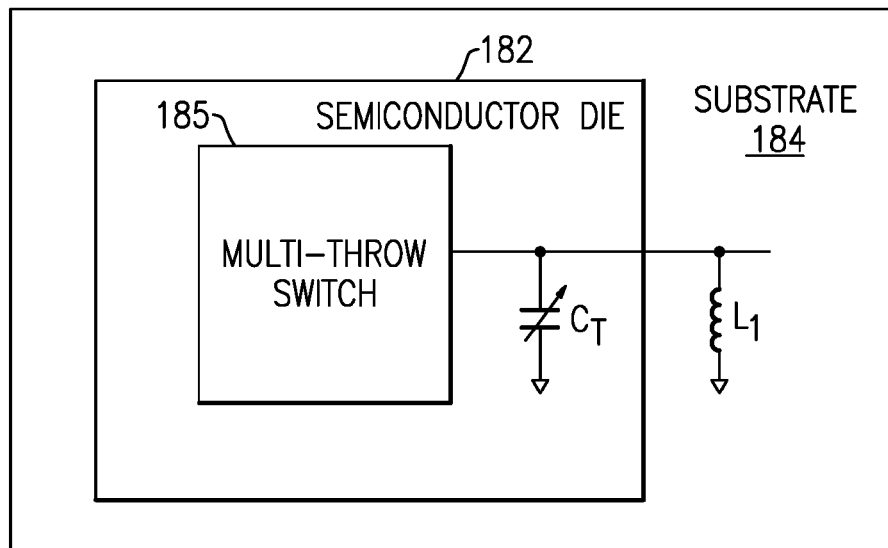 182
185
SEMICONDUCTOR DIE
SUBSTRATE
184
MULTI-THROW
SWITCH
CT
L1